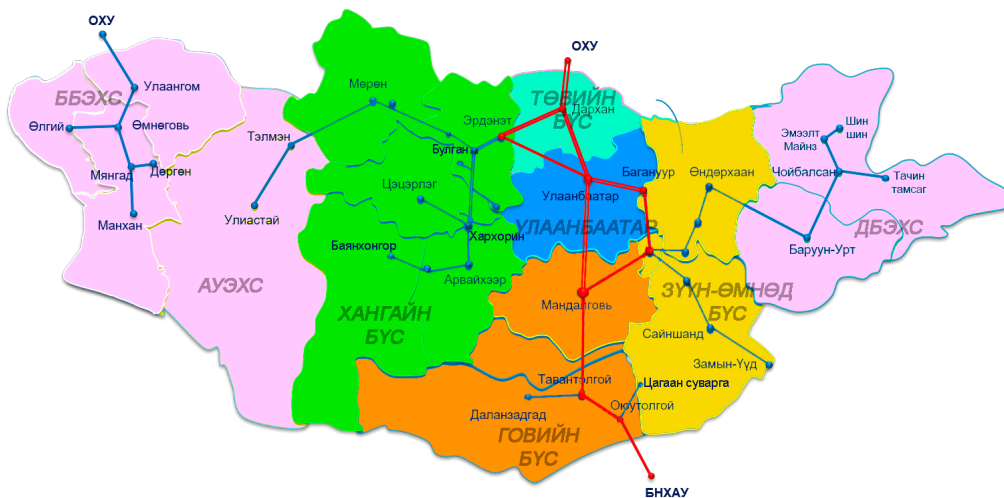 ОХУ
ББЭХС
Улаангом
Өлгий
Өмнөговь
Мянгад
Дөргөн
Манхан
Тэлмэн
Улиастай
АУЭХС
Мөрөн
Эрдэнэт
Булган
Цэцэрлэг
Хархорин
Баянхонгор
Арвайхээр
ХАНГАЙН
БҮС
ОХУ
ТӨВИЙН
БҮС
Дархан
Улаанбаатар
УЛААНБААТАР
Багануур
Өндөрхаан
Мандалговь
ЗҮҮН-ӨМНӨД
БҮС
Сайншанд
Замын-Үүд
Тавантолгой
Цагаан суварга
Даланзадгад
Оюутолгой
ГОВИЙН
БҮС
БНХАУ
Шин
шин
Эмээлт
Майнз
Чойбалсан
Тачин
тамсаг
Баруун-Урт
ДБЭХС